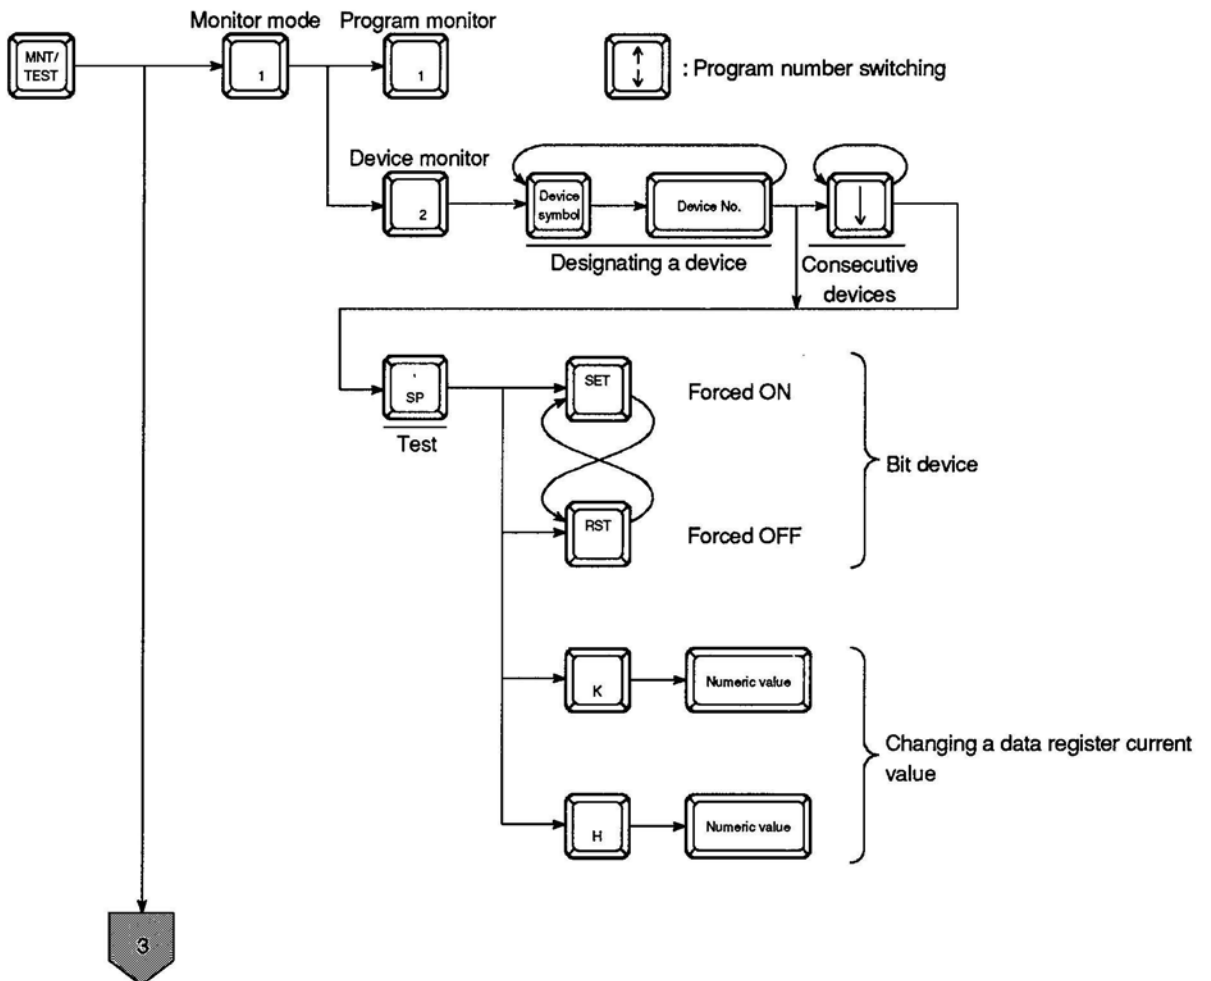 Monitor mode
Program monitor
MNT/
TEST
1
1
: Program number switching
Device monitor
2
Device
symbol
Device No.
Designating a device
Consecutive
devices
SP
Test
SET
Forced ON
Bit device
RST
Forced OFF
K
Numeric value
Changing a data register current
value
H
Numeric value
3